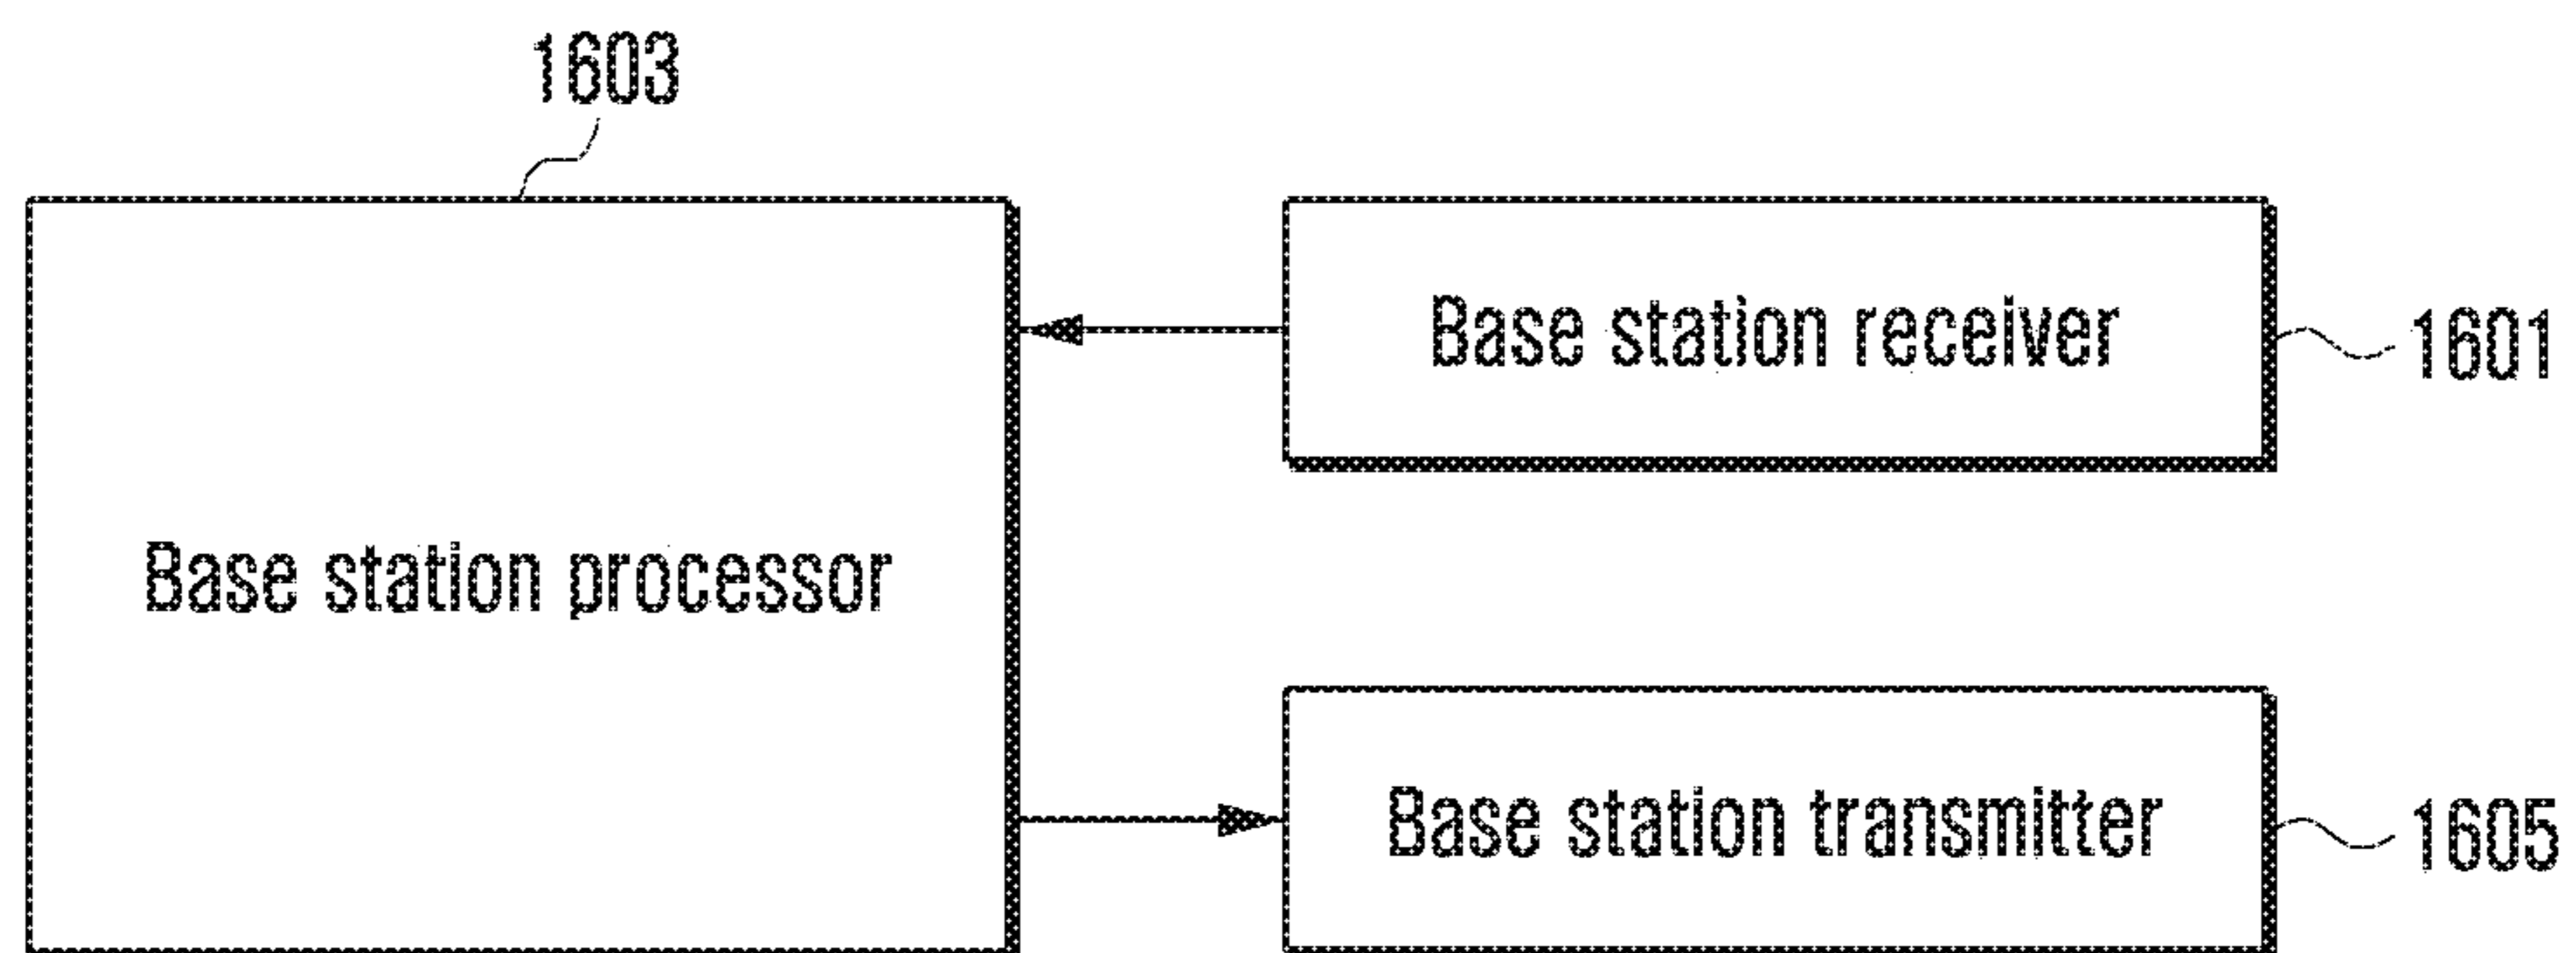 1603
Base station receiver
1601
Base station processor
Base station transmitter
1605